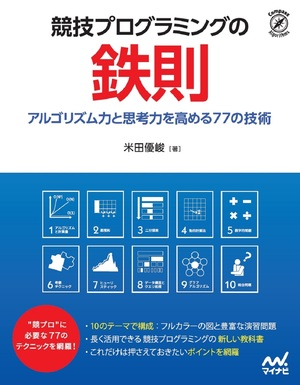 競技プログラミングの
鉄則
アルゴリズム力と思考力を高める77の技術
米田優峻 [著]
Compass
Algorithms
1 アルゴリズムと計算量
2 累積和
3 二分探索
4 動的計画法
5 数学的問題
6 考察テクニック
7 ヒューリスティック
8 データ構造とクエリ処理
9 グラフアルゴリズム
10 総合問題
"競プロ"に
必要な77の
テクニックを網羅!
・10のテーマで構成:フルカラーの図と豊富な演習問題
・長く活用できる 競技プログラミングの新しい教科書
・これだけは押さえておきたいポイントを網羅
マイナビ